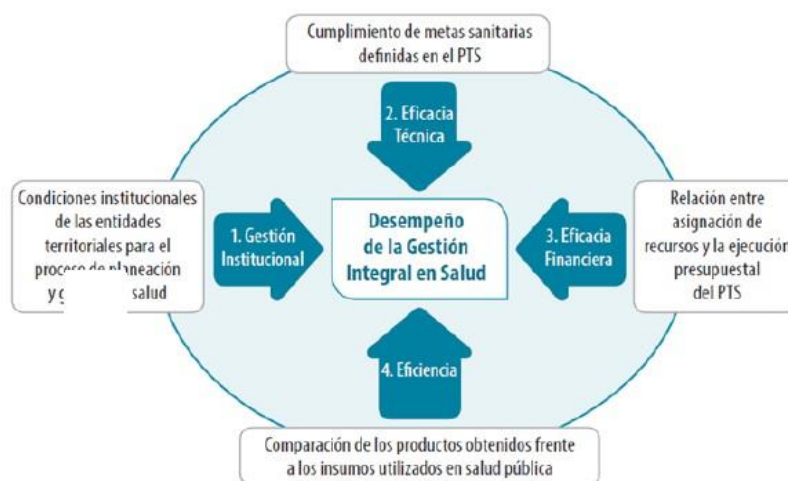 Cumplimiento de metas sanitarias
definidas en el PTS
2. Eficacia
Técnica
Condiciones institucionales
de las entidades
territoriales para el
proceso de planeación
y salud
1. Gestión
Institucional
Desempeño
de la Gestión
Integral en Salud
3. Eficacia
Financiera
Relación entre
asignación de
recursos y la ejecución
presupuestal
del PTS
4. Eficiencia
Comparación de los productos obtenidos frente
a los insumos utilizados en salud pública